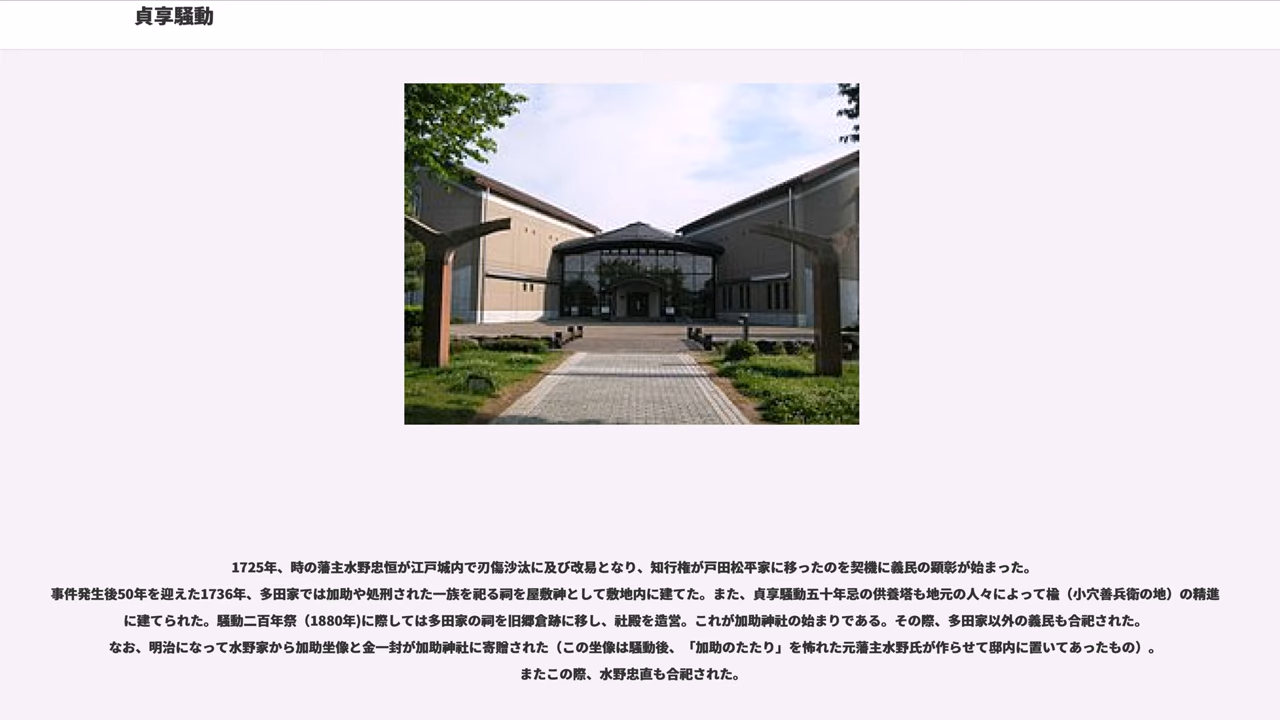 貞享騒動
1725年、時の藩主水野忠恒が江戸城内で刃傷沙汰に及び改易となり、知行権が戸田松平家に移ったのを契機に義民の顕彰が始まった。
事件発生後50年を迎えた1736年、多田家では加助や処刑された一族を祀る祠を屋敷神として敷地内に建てた。また、貞享騒動五十年忌の供養塔も地元の人々によって楡（小穴善兵衛の地）の精進
に建てられた。騒動二百年祭（1880年)に際しては多田家の祠を旧郷倉跡に移し、社殿を造営。これが加助神社の始まりである。その際、多田家以外の義民も合祀された。
なお、明治になって水野家から加助坐像と金一封が加助神社に寄贈された（この坐像は騒動後、「加助のたたり」を怖れた元藩主水野氏が作らせて邸内に置いてあったもの）。
またこの際、水野忠直も合祀された。